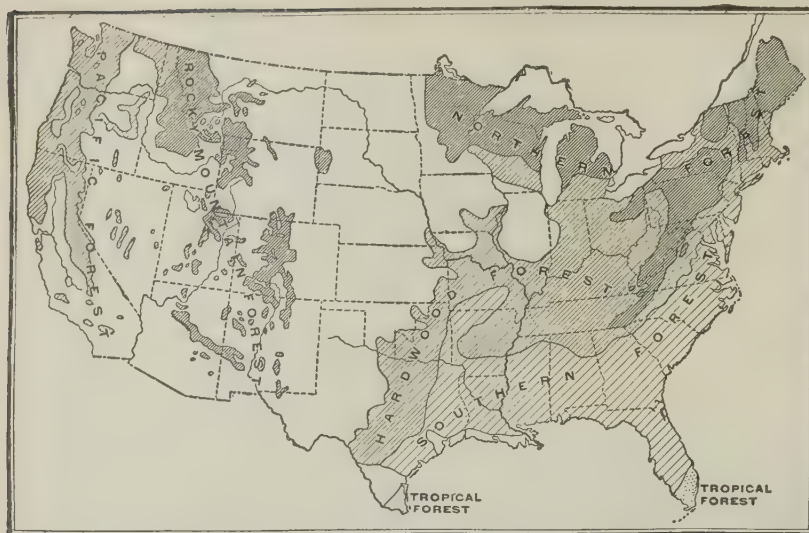 PACIFIC FOREST
ROCKY MOUNTAIN FOREST
NORTHERN FOREST
HARDWOOD FOREST
SOUTHERN FOREST
TROPICAL
FOREST
TROPICAL
FOREST